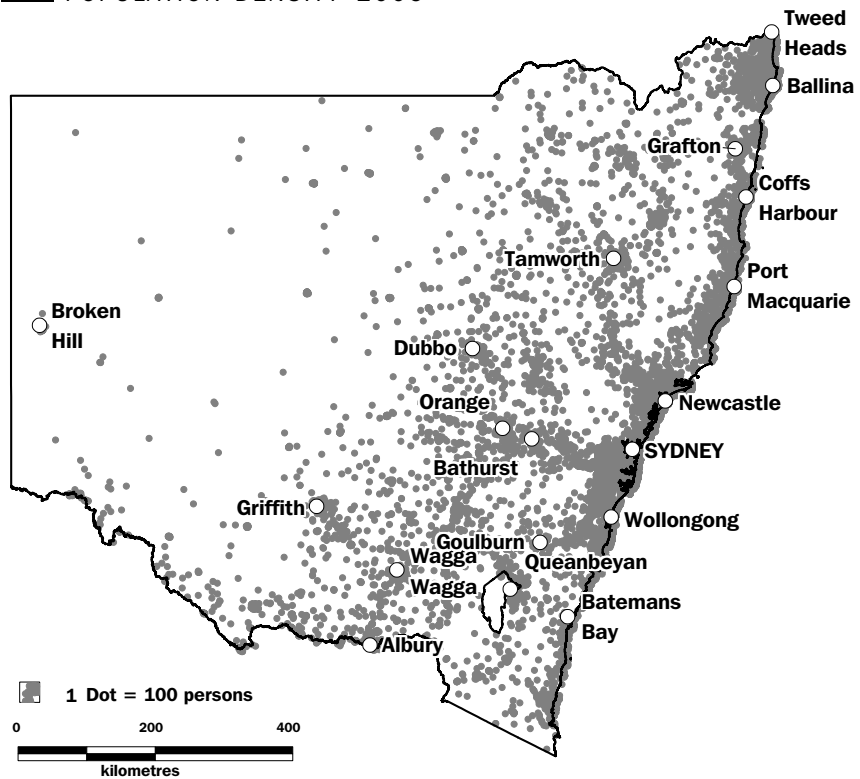 Tweed
Heads
Ballina
Grafton
Coffs
Harbour
Tamworth
Port
Macquarie
Broken
Hill
Dubbo
Orange
Newcastle
Bathurst
SYDNEY
Griffith
Wollongong
Goulburn
Queanbeyan
Wagga
Wagga
Batemans
Bay
Albury
1 Dot = 100 persons
0 200 400
kilometres